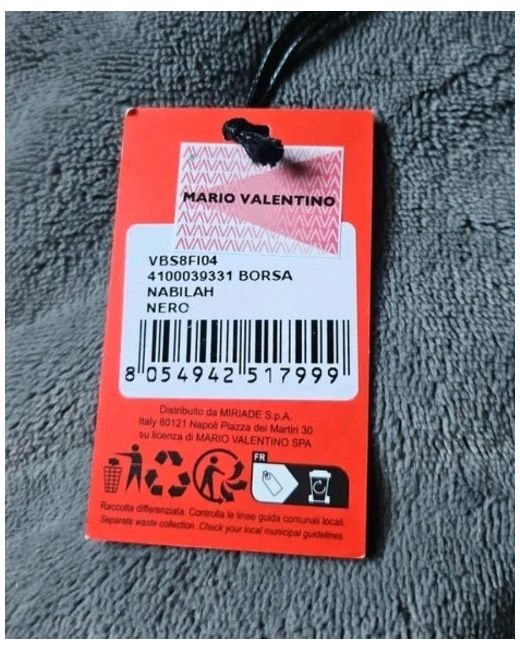 MARIO VALENTINO
VBS8FI04
4100039331 BORSA
NABILAH
NERO
8 054942 517999
Distribuito da MIRIADE S.p.A.
Italy 80121 Napoli Piazza dei Martiri 30
su licenza di MARIO VALENTINO SPA
FR
Raccolta differenziata. Controlla le linee guida comunali locali.
Separate waste collection. Check your local municipal guidelines.